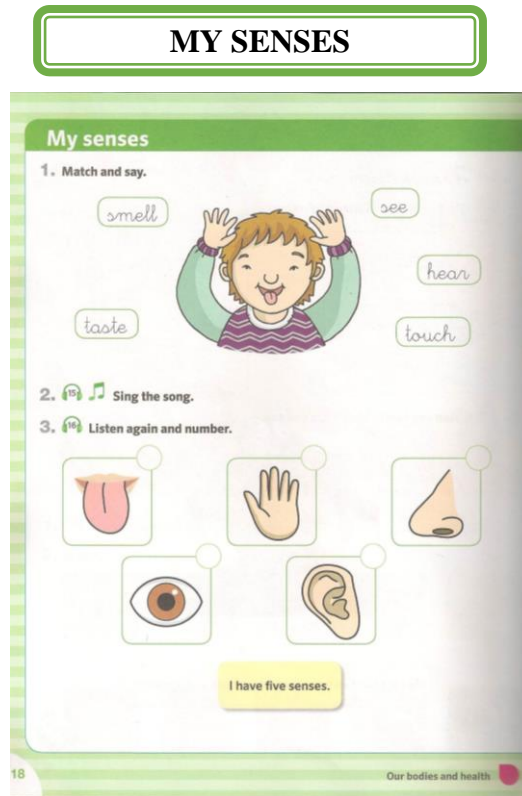 MY SENSES
My senses
1. Match and say.
smell
see
hear
taste
touch
2. 15 Sing the song.
3. 16 Listen again and number.
I have five senses.
18
Our bodies and health